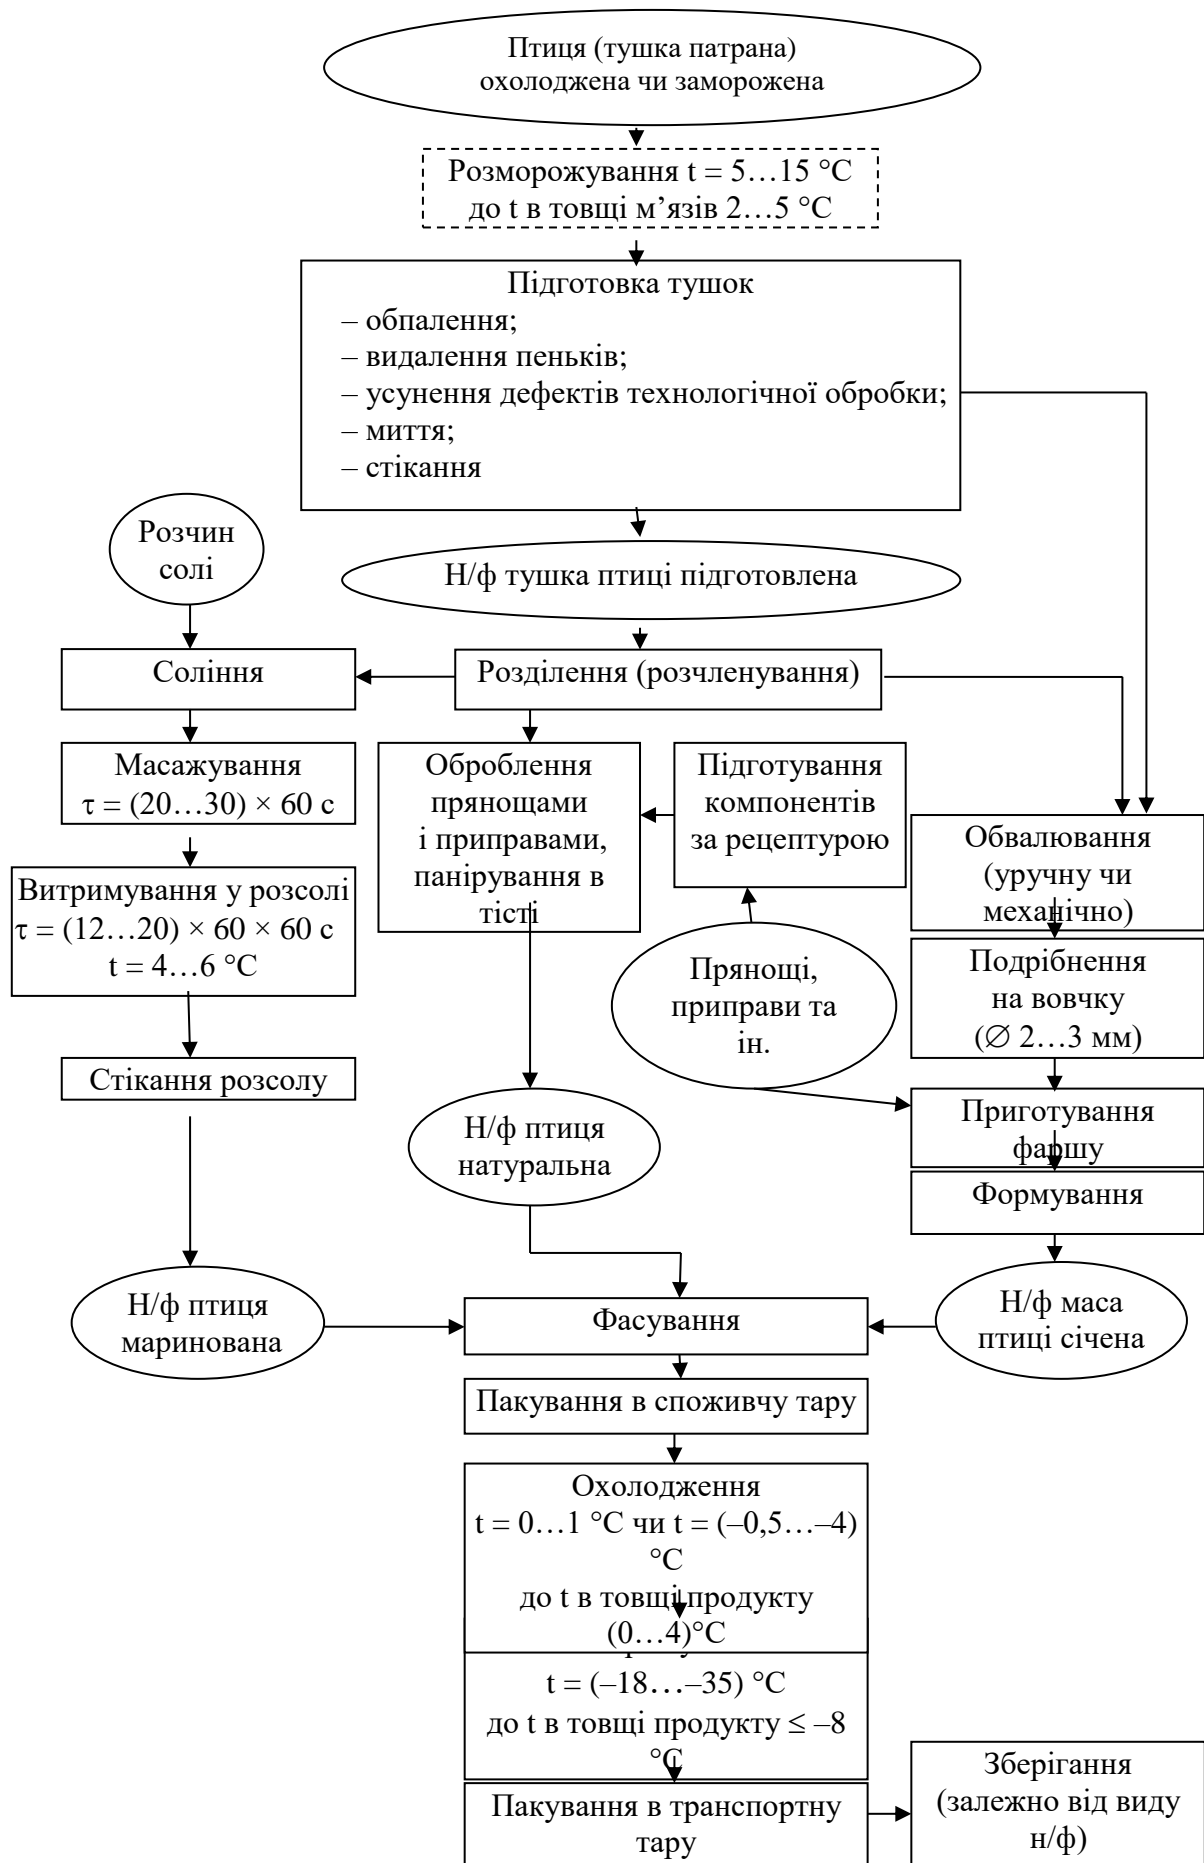 Птиця (тушка патрана)
охолоджена чи заморожена
Розморожування t = 5…15 °С
до t в товщі м’язів 2…5 °С
Підготовка тушок
– обпалення;
– видалення пеньків;
– усунення дефектів технологічної обробки;
– миття;
– стікання
Розчин
солі
Н/ф тушка птиці підготовлена
Соління
Розділення (розчленування)
Масажування
τ = (20…30) × 60 с
Оброблення
прянощами
і приправами,
панірування в
тісті
Підготування
компонентів
за рецептурою
Обвалювання
(уручну чи
механічно)
Витримування у розсолі
τ = (12…20) × 60 × 60 с
t = 4…6 °С
Прянощі,
приправи та
ін.
Подрібнення
на вовчку
(∅ 2…3 мм)
Стікання розсолу
Н/ф птиця
натуральна
Приготування
фаршу
Формування
Н/ф птиця
маринована
Фасування
Н/ф маса
птиці січена
Пакування в споживчу тару
Охолодження
t = 0…1 °С чи t = (–0,5…–4)
°С
до t в товщі продукту
(0…4)°С
t = (–18…–35) °С
до t в товщі продукту ≤ –8
°С
Пакування в транспортну
тару
Зберігання
(залежно від виду
н/ф)